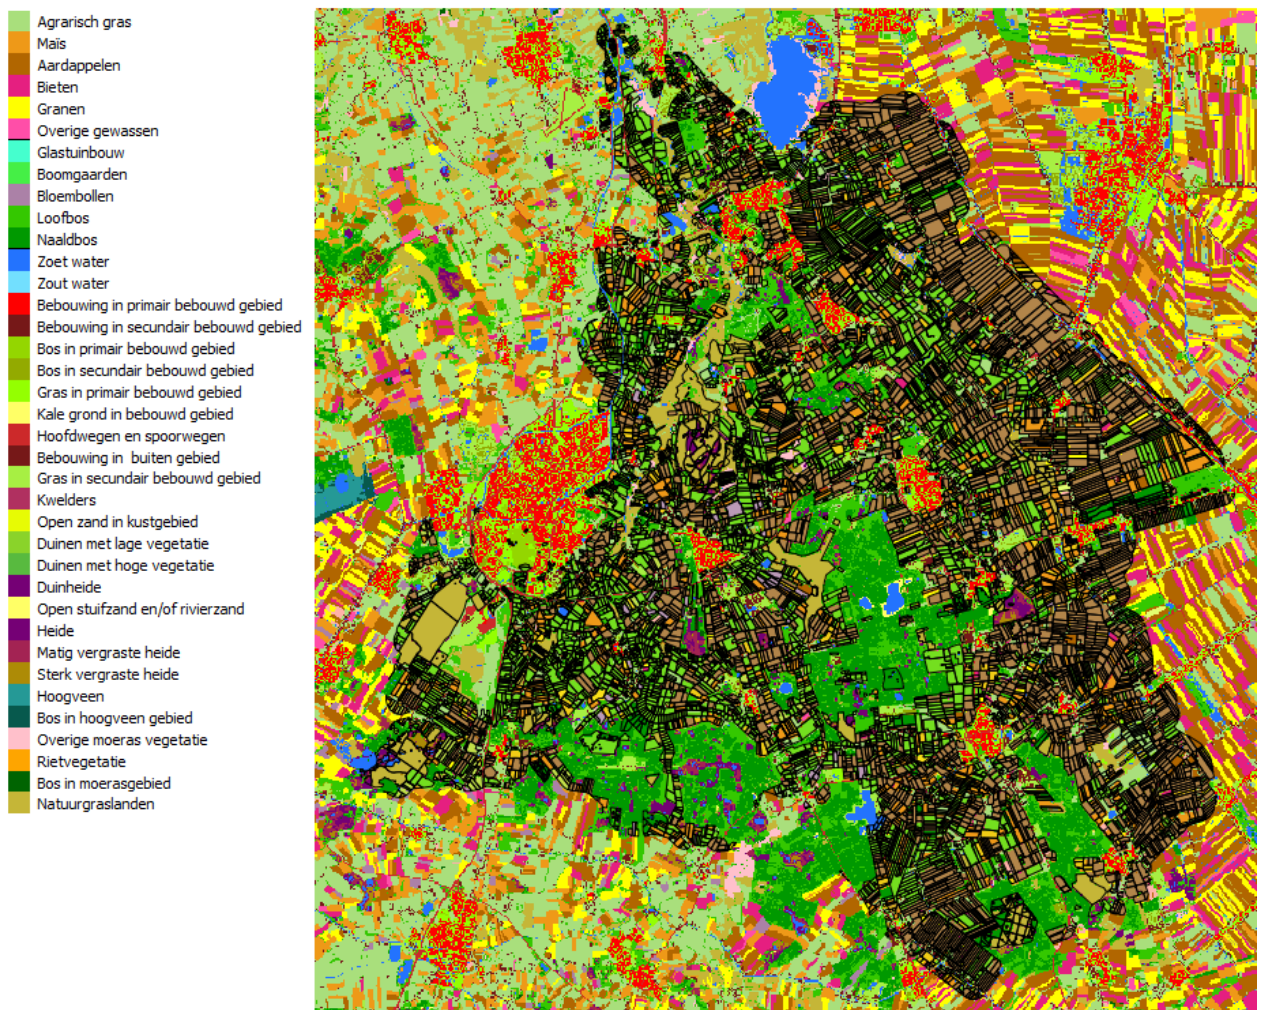 Agrarisch gras
Maïs
Aardappelen
Bieten
Granen
Overige gewassen
Glastuinbouw
Boomgaarden
Bloembollen
Loofbos
Naaldbos
Zoet water
Zout water
Bebouwing in primair bebouwd gebied
Bebouwing in secundair bebouwd gebied
Bos in primair bebouwd gebied
Bos in secundair bebouwd gebied
Gras in primair bebouwd gebied
Kale grond in bebouwd gebied
Hoofdwegen en spoorwegen
Bebouwing in  buiten gebied
Gras in secundair bebouwd gebied
Kwelders
Open zand in kustgebied
Duinen met lage vegetatie
Duinen met hoge vegetatie
Duinheide
Open stuifzand en/of rivierzand
Heide
Matig vergraste heide
Sterk vergraste heide
Hoogveen
Bos in hoogveen gebied
Overige moeras vegetatie
Rietvegetatie
Bos in moerasgebied
Natuurgraslanden